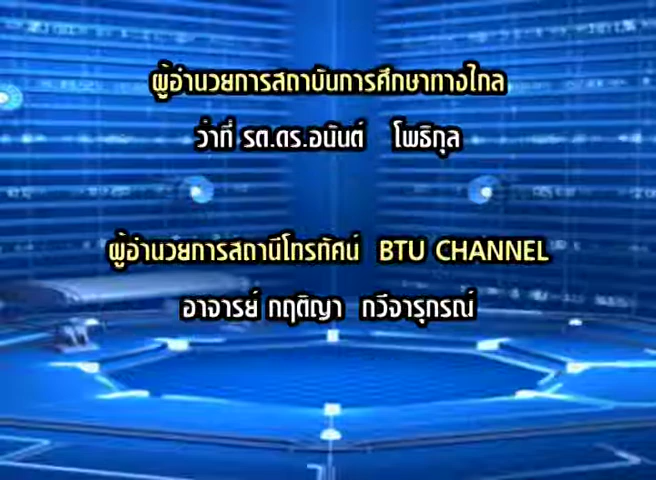 ผู้อำนวยการสถาบันการศึกษาทางไกล
ว่าที่ รต.ดร.อนันต์ โพธิกุล
ผู้อำนวยการสถานีโทรทัศน์ BTU CHANNEL
อาจารย์ กฤติญา กวีจารุกรณ์